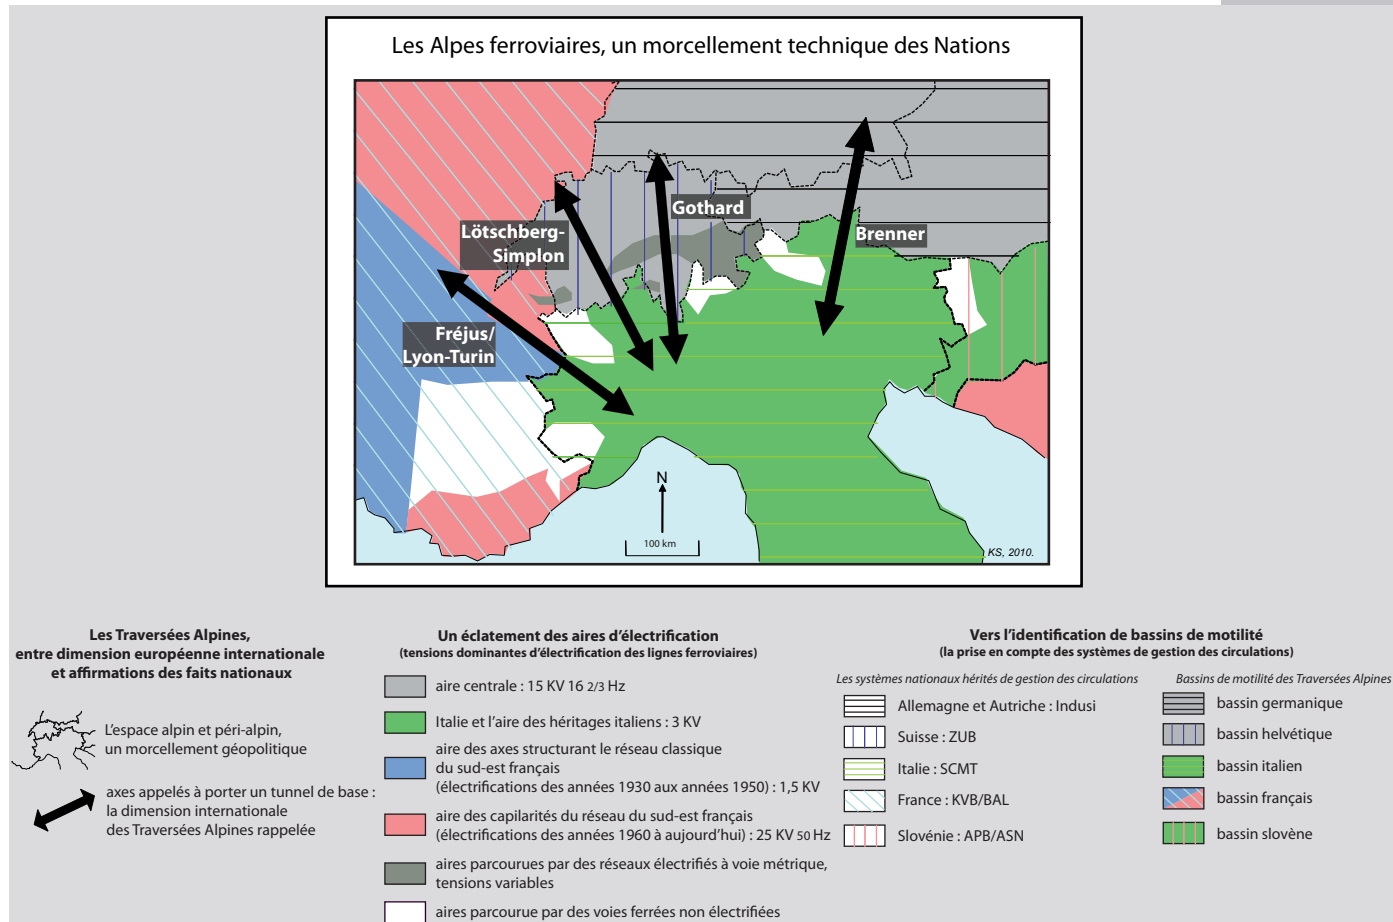 Les Alpes ferroviaires, un morcellement technique des Nations
Gothard
Lötschberg-
Simplon
Brenner
Fréjus/
Lyon-Turin
N
100 km
KS, 2010.
Les Traversées Alpines,
entre dimension européenne internationale
et affirmations des faits nationaux
L'espace alpin et péri-alpin,
un morcellement géopolitique
axes appelés à porter un tunnel de base :
la dimension internationale
des Traversées Alpines rappelée
Un éclatement des aires d'électrification
(tensions dominantes d'électrification des lignes ferroviaires)
aire centrale : 15 KV 16 2/3 Hz
Italie et l'aire des héritages italiens : 3 KV
aire des axes structurant le réseau classique
du sud-est français
(électrifications des années 1930 aux années 1950) : 1,5 KV
aire des capilarités du réseau du sud-est français
(électrifications des années 1960 à aujourd'hui) : 25 KV 50 Hz
aires parcourues par des réseaux électrifiés à voie métrique,
tensions variables
aires parcourue par des voies ferrées non électrifiées
Vers l'identification de bassins de motilité
(la prise en compte des systèmes de gestion des circulations)
Les systèmes nationaux hérités de gestion des circulations
Allemagne et Autriche : Indusi
Suisse : ZUB
Italie : SCMT
France : KVB/BAL
Slovénie : APB/ASN
Bassins de motilité des Traversées Alpines
bassin germanique
bassin helvétique
bassin italien
bassin français
bassin slovène